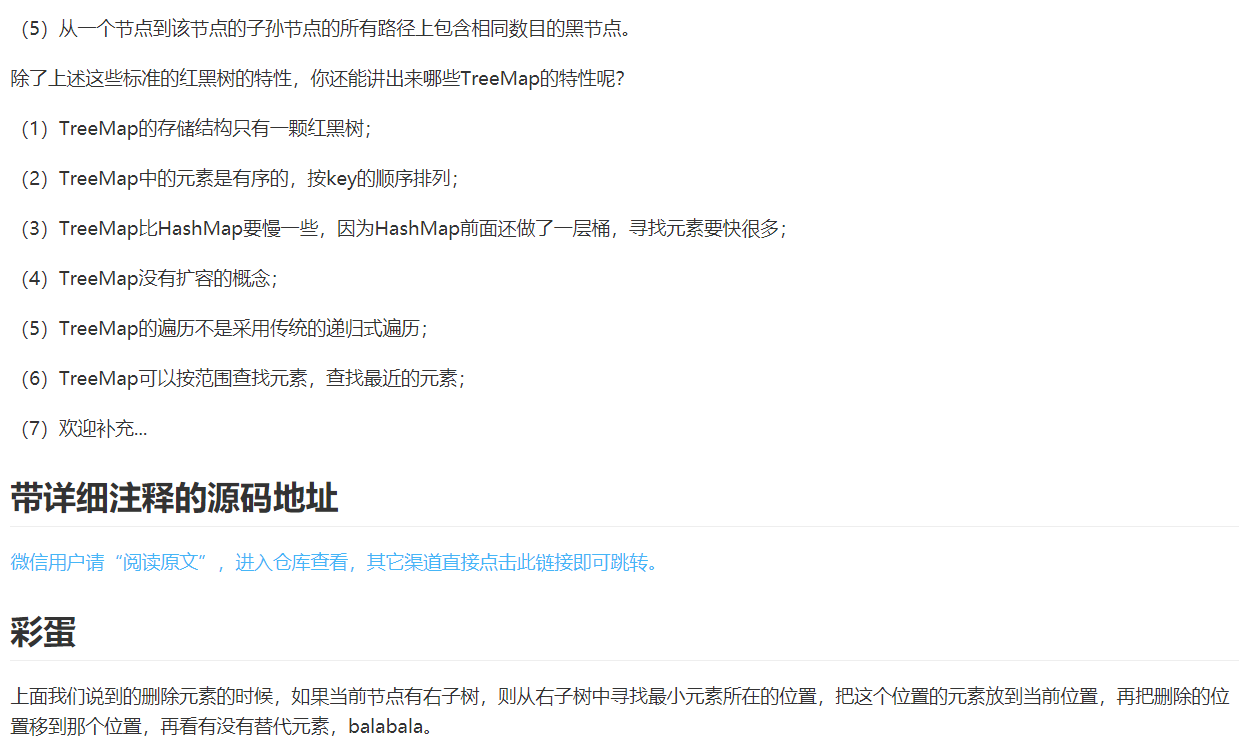 （5）从一个节点到该节点的子孙节点的所有路径上包含相同数目的黑节点。
除了上述这些标准的红黑树的特性，你还能讲出来哪些TreeMap的特性呢？
（1）TreeMap的存储结构只有一颗红黑树；
（2）TreeMap中的元素是有序的，按key的顺序排列；
（3）TreeMap比HashMap要慢一些，因为HashMap前面还做了一层桶，寻找元素要快很多；
（4）TreeMap没有扩容的概念；
（5）TreeMap的遍历不是采用传统的递归式遍历；
（6）TreeMap可以按范围查找元素，查找最近的元素；
（7）欢迎补充...
带详细注释的源码地址
微信用户请“阅读原文”，进入仓库查看，其它渠道直接点击此链接即可跳转。
彩蛋
上面我们说到的删除元素的时候，如果当前节点有右子树，则从右子树中寻找最小元素所在的位置，把这个位置的元素放到当前位置，再把删除的位
置移到那个位置，再看有没有替代元素，balabala。